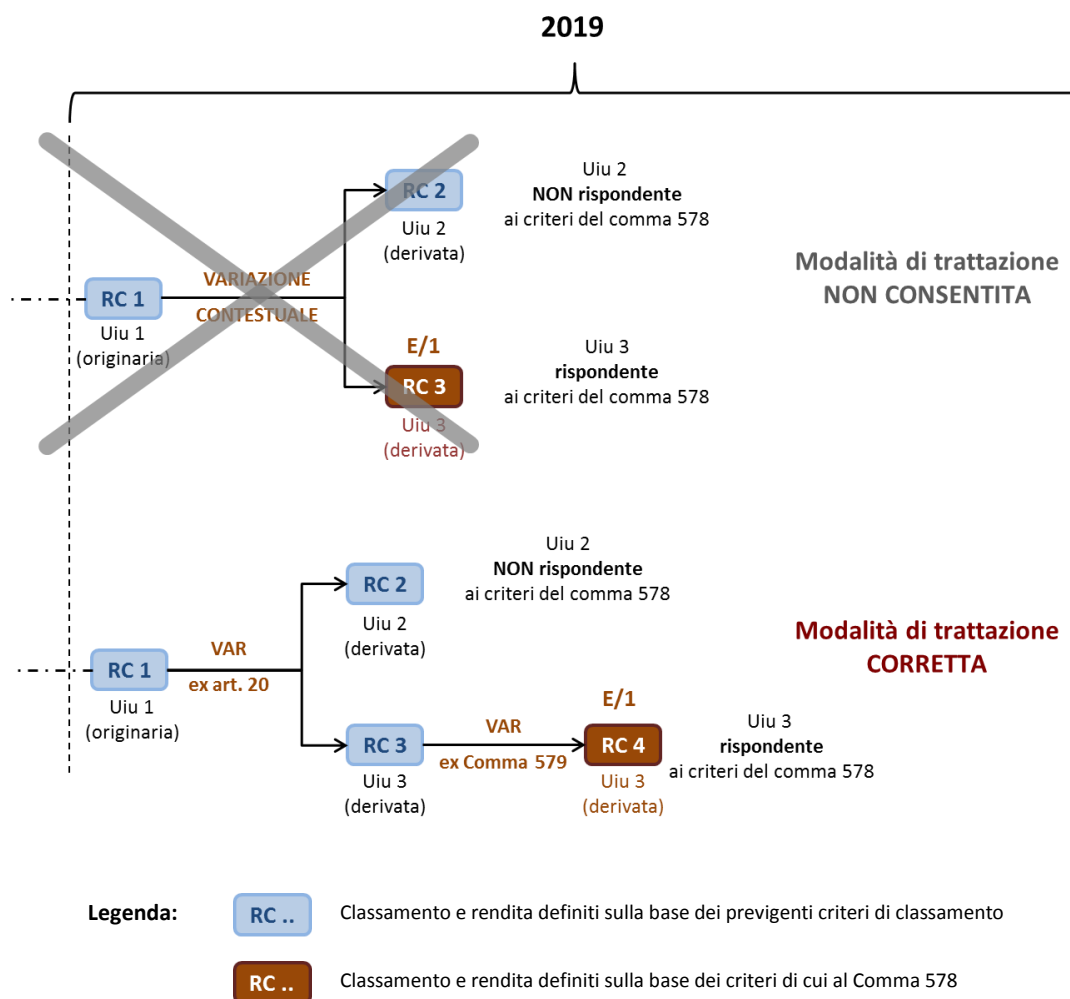 2019
RC 2
Uiu 2
(derivata)
Uiu 2
NON rispondente
ai criteri del comma 578
RC 1
Uiu 1
(originaria)
VARIAZIONE
CONTESTUALE
E/1
RC 3
Uiu 3
(derivata)
Uiu 3
rispondente
ai criteri del comma 578
Modalità di trattazione
NON CONSENTITA
RC 2
Uiu 2
(derivata)
Uiu 2
NON rispondente
ai criteri del comma 578
RC 1
Uiu 1
(originaria)
VAR
ex art. 20
RC 3
Uiu 3
(derivata)
VAR
ex Comma 579
E/1
RC 4
Uiu 3
(derivata)
Uiu 3
rispondente
ai criteri del comma 578
Modalità di trattazione
CORRETTA
Legenda:
RC ..
Classamento e rendita definiti sulla base dei previgenti criteri di classamento
RC ..
Classamento e rendita definiti sulla base dei criteri di cui al Comma 578